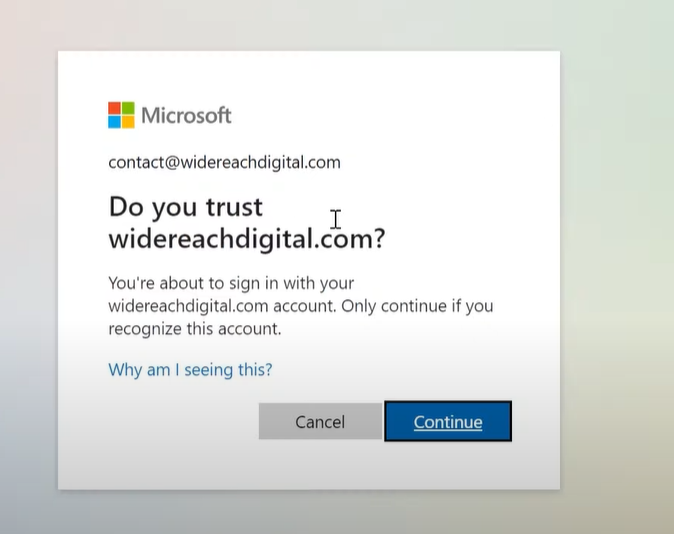 Microsoft
contact@widereachdigital.com
Do you trust
widereachdigital.com?
You're about to sign in with your
widereachdigital.com account. Only continue if you
recognize this account.
Why am I seeing this?
Cancel
Continue